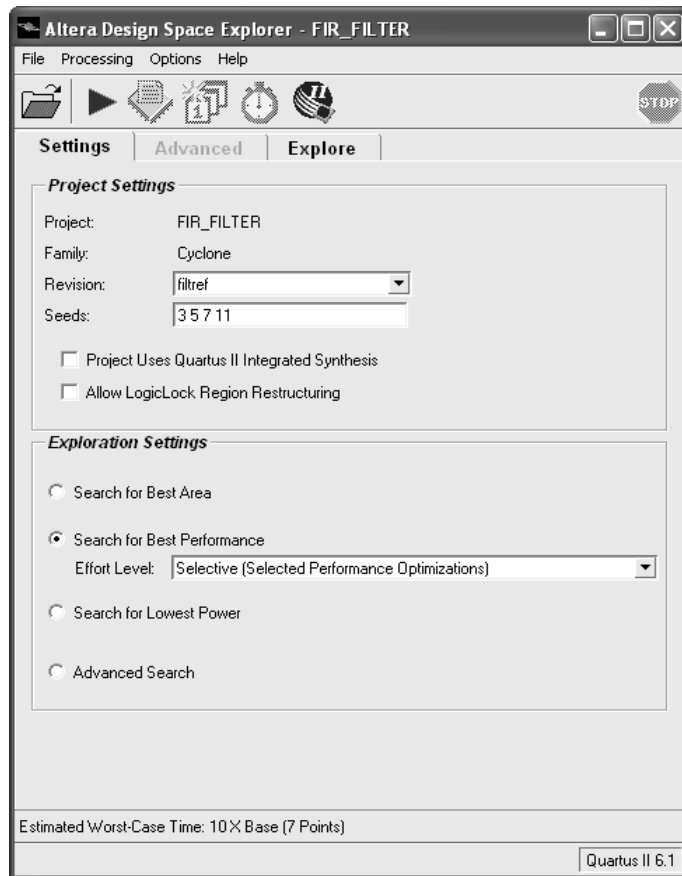 Altera Design Space Explorer - FIR_FILTER
File Processing Options Help
STOP
Settings Advanced Explore
Project Settings
Project: FIR_FILTER
Family: Cyclone
Revision: filtref
Seeds: 3 5 7 11
Project Uses Quartus II Integrated Synthesis
Allow LogicLock Region Restructuring
Exploration Settings
Search for Best Area
Search for Best Performance
Effort Level: Selective (Selected Performance Optimizations)
Search for Lowest Power
Advanced Search
Estimated Worst-Case Time: 10 X Base (7 Points)
Quartus II 6.1